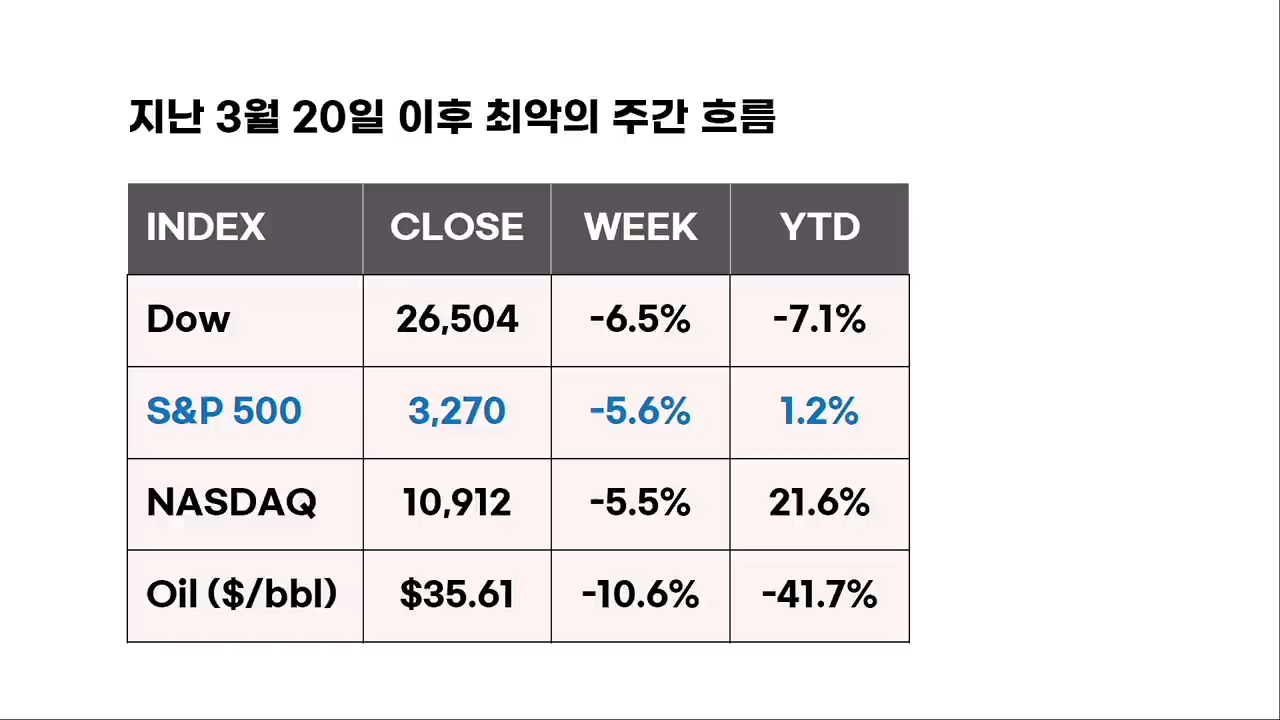 지난 3월 20일 이후 최악의 주간 흐름
INDEX CLOSE WEEK YTD
Dow 26,504 -6.5% -7.1%
S&P 500 3,270 -5.6% 1.2%
NASDAQ 10,912 -5.5% 21.6%
Oil ($/bbl) $35.61 -10.6% -41.7%